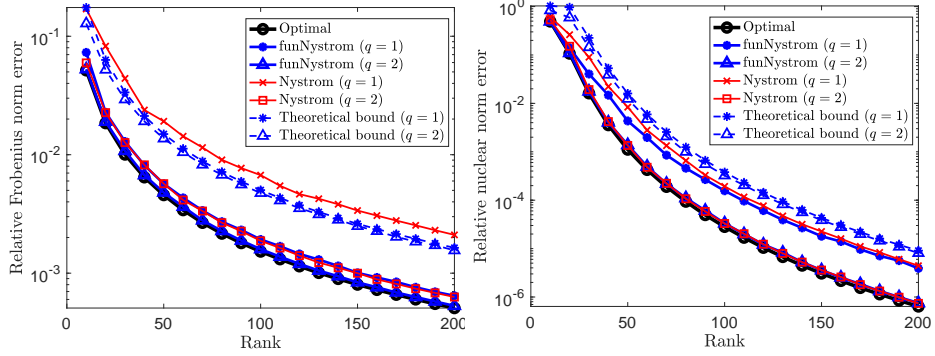 Relative Frobenius norm error
10^-1
10^-2
10^-3
0
50
100
150
200
Rank
Optimal
funNystrom (q = 1)
funNystrom (q = 2)
Nystrom (q = 1)
Nystrom (q = 2)
Theoretical bound (q = 1)
Theoretical bound (q = 2)
Relative nuclear norm error
10^0
10^-2
10^-4
10^-6
0
50
100
150
200
Rank
Optimal
funNystrom (q = 1)
funNystrom (q = 2)
Nystrom (q = 1)
Nystrom (q = 2)
Theoretical bound (q = 1)
Theoretical bound (q = 2)